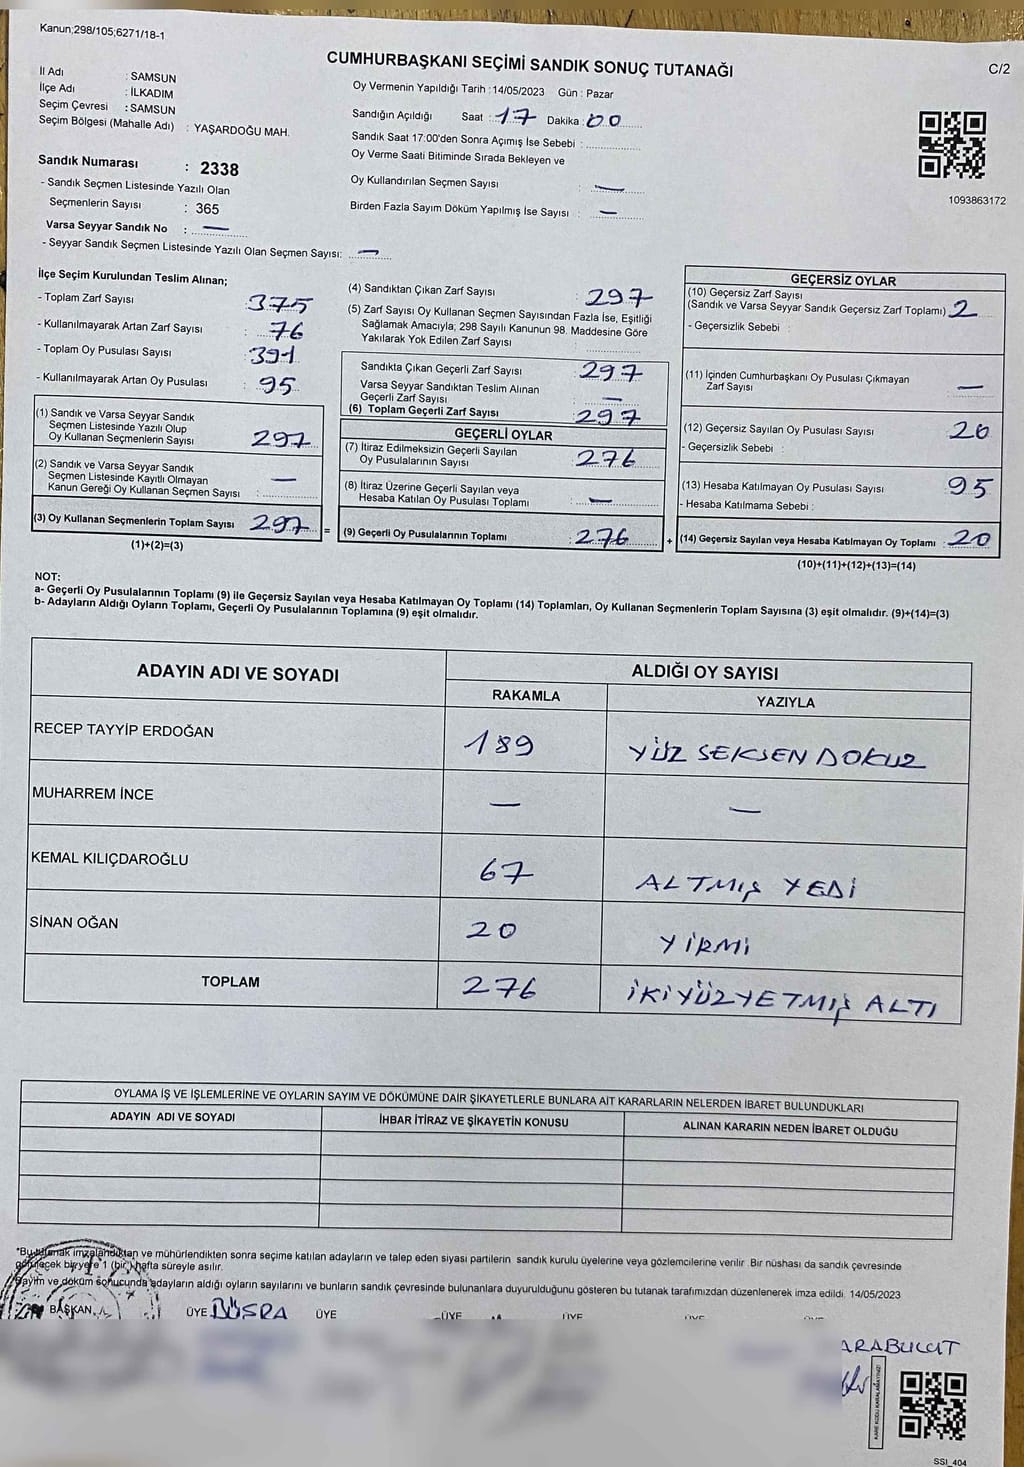 Kanun;298/105;6271/18-1
CUMHURBAŞKANI SEÇİMİ SANDIK SONUÇ TUTANAĞI
C/2
İl Adı : SAMSUN
İlçe Adı : İLKADIM
Seçim Çevresi : SAMSUN
Seçim Bölgesi (Mahalle Adı) : YAŞARDOĞU MAH.
Sandık Numarası : 2338
- Sandık Seçmen Listesinde Yazılı Olan
Seçmenlerin Sayısı : 365
Varsa Seyyar Sandık No : —
- Seyyar Sandık Seçmen Listesinde Yazılı Olan Seçmen Sayısı: —
Oy Vermenin Yapıldığı Tarih : 14/05/2023 Gün : Pazar
Sandığın Açıldığı Saat : 17 Dakika : 00
Sandık Saat 17:00'den Sonra Açımış İse Sebebi :
Oy Verme Saati Bitiminde Sırada Bekleyen ve
Oy Kullandırılan Seçmen Sayısı : —
Birden Fazla Sayım Döküm Yapılmış İse Sayısı : —
1093863172
İlçe Seçim Kurulundan Teslim Alınan;
- Toplam Zarf Sayısı : 375
- Kullanılmayarak Artan Zarf Sayısı : 76
- Toplam Oy Pusulası Sayısı : 391
- Kullanılmayarak Artan Oy Pusulası : 95
(1) Sandık ve Varsa Seyyar Sandık
Seçmen Listesinde Yazılı Olup
Oy Kullanan Seçmenlerin Sayısı : 297
(2) Sandık ve Varsa Seyyar Sandık
Seçmen Listesinde Kayıtlı Olmayan
Kanun Gereği Oy Kullanan Seçmen Sayısı : —
(3) Oy Kullanan Seçmenlerin Toplam Sayısı : 297 =
(1)+(2)=(3)
(4) Sandıktan Çıkan Zarf Sayısı : 297
(5) Zarf Sayısı Oy Kullanan Seçmen Sayısından Fazla İse, Eşitliği
Sağlamak Amacıyla; 298 Sayılı Kanunun 98. Maddesine Göre
Yakılarak Yok Edilen Zarf Sayısı :
Sandıkta Çıkan Geçerli Zarf Sayısı : 297
Varsa Seyyar Sandıktan Teslim Alınan
Geçerli Zarf Sayısı : —
(6) Toplam Geçerli Zarf Sayısı : 297
GEÇERLİ OYLAR
(7) İtiraz Edilmeksizin Geçerli Sayılan
Oy Pusulalarının Sayısı : 276
(8) İtiraz Üzerine Geçerli Sayılan veya
Hesaba Katılan Oy Pusulası Toplamı : —
(9) Geçerli Oy Pusulalarının Toplamı : 276 +
GEÇERSİZ OYLAR
(10) Geçersiz Zarf Sayısı
(Sandık ve Varsa Seyyar Sandık Geçersiz Zarf Toplamı) : 2
- Geçersizlik Sebebi :
(11) İçinden Cumhurbaşkanı Oy Pusulası Çıkmayan
Zarf Sayısı : —
(12) Geçersiz Sayılan Oy Pusulası Sayısı : 20
- Geçersizlik Sebebi :
(13) Hesaba Katılmayan Oy Pusulası Sayısı : 95
- Hesaba Katılmama Sebebi :
(14) Geçersiz Sayılan veya Hesaba Katılmayan Oy Toplamı : 20
(10)+(11)+(12)+(13)=(14)
NOT:
a- Geçerli Oy Pusulalarının Toplamı (9) ile Geçersiz Sayılan veya Hesaba Katılmayan Oy Toplamı (14) Toplamları, Oy Kullanan Seçmenlerin Toplam Sayısına (3) eşit olmalıdır. (9)+(14)=(3)
b- Adayların Aldığı Oyların Toplamı, Geçerli Oy Pusulalarının Toplamına (9) eşit olmalıdır.
ADAYIN ADI VE SOYADI ALDIĞI OY SAYISI
RAKAMLA YAZIYLA
RECEP TAYYİP ERDOĞAN 189 YÜZ SEKSEN DOKUZ
MUHARREM İNCE — —
KEMAL KILIÇDAROĞLU 67 ALTMIŞ YEDİ
SİNAN OĞAN 20 YİRMİ
TOPLAM 276 İKİYÜZYETMİŞ ALTI
OYLAMA İŞ VE İŞLEMLERİNE VE OYLARIN SAYIM VE DÖKÜMÜNE DAİR ŞİKAYETLERLE BUNLARA AİT KARARLARIN NELERDEN İBARET BULUNDUKLARI
ADAYIN ADI VE SOYADI İHBAR İTİRAZ VE ŞİKAYETİN KONUSU ALINAN KARARIN NEDEN İBARET OLDUĞU
*Bu tutanak imzalandıktan ve mühürlendikten sonra seçime katılan adayların ve talep eden siyasi partilerin sandık kurulu üyelerine veya gözlemcilerine verilir. Bir nüshası da sandık çevresinde
görülecek bir yere 1 (bir) hafta süreyle asılır.
Sayım ve döküm sonucunda adayların aldığı oyların sayılarını ve bunların sandık çevresinde bulunanlara duyurulduğunu gösteren bu tutanak tarafımızdan düzenlenerek imza edildi. 14/05/2023
BAŞKAN ÜYE BÜŞRA ÜYE ÜYE ÜYE
ARABULUT
KARE KODU KARALAMAYINIZ!
SSI_404